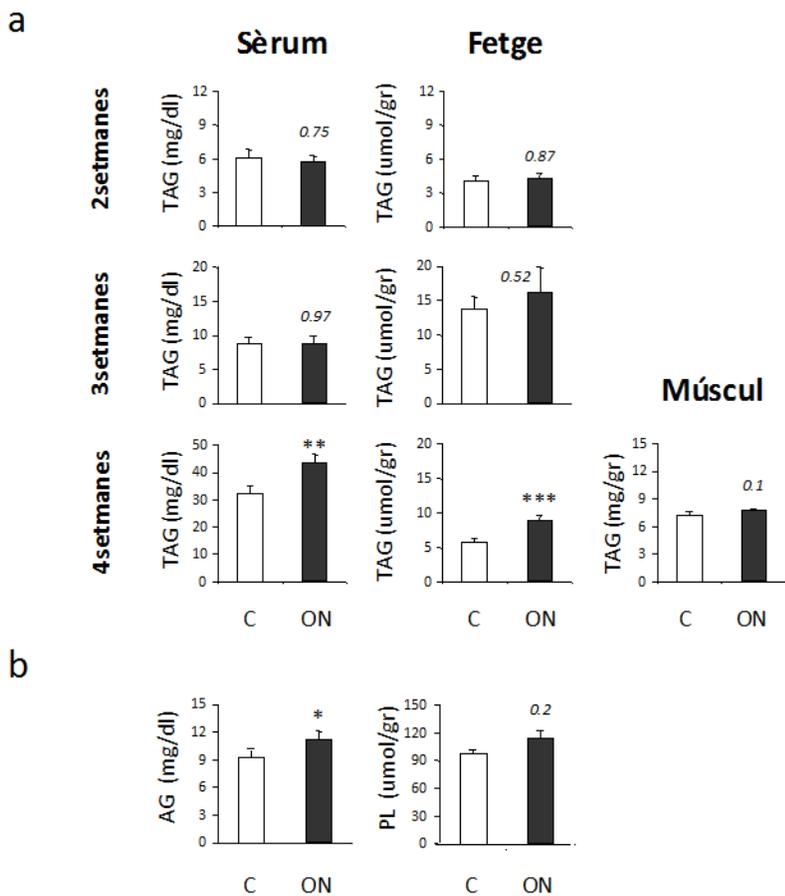 a
Sèrum Fetge
2setmanes
TAG (mg/dl)
12
9
6
3
0
0.75
TAG (umol/gr)
12
9
6
3
0
0.87
3setmanes
TAG (mg/dl)
20
15
10
5
0
0.97
TAG (umol/gr)
20
15
10
5
0
0.52
Múscul
4setmanes
TAG (mg/dl)
50
40
30
20
10
0
**
C ON
TAG (umol/gr)
20
15
10
5
0
***
C ON
TAG (mg/gr)
15
12
9
6
3
0
0.1
C ON
b
AG (mg/dl)
15
12
9
6
3
0
*
C ON
PL (umol/gr)
150
120
90
60
30
0
0.2
C ON